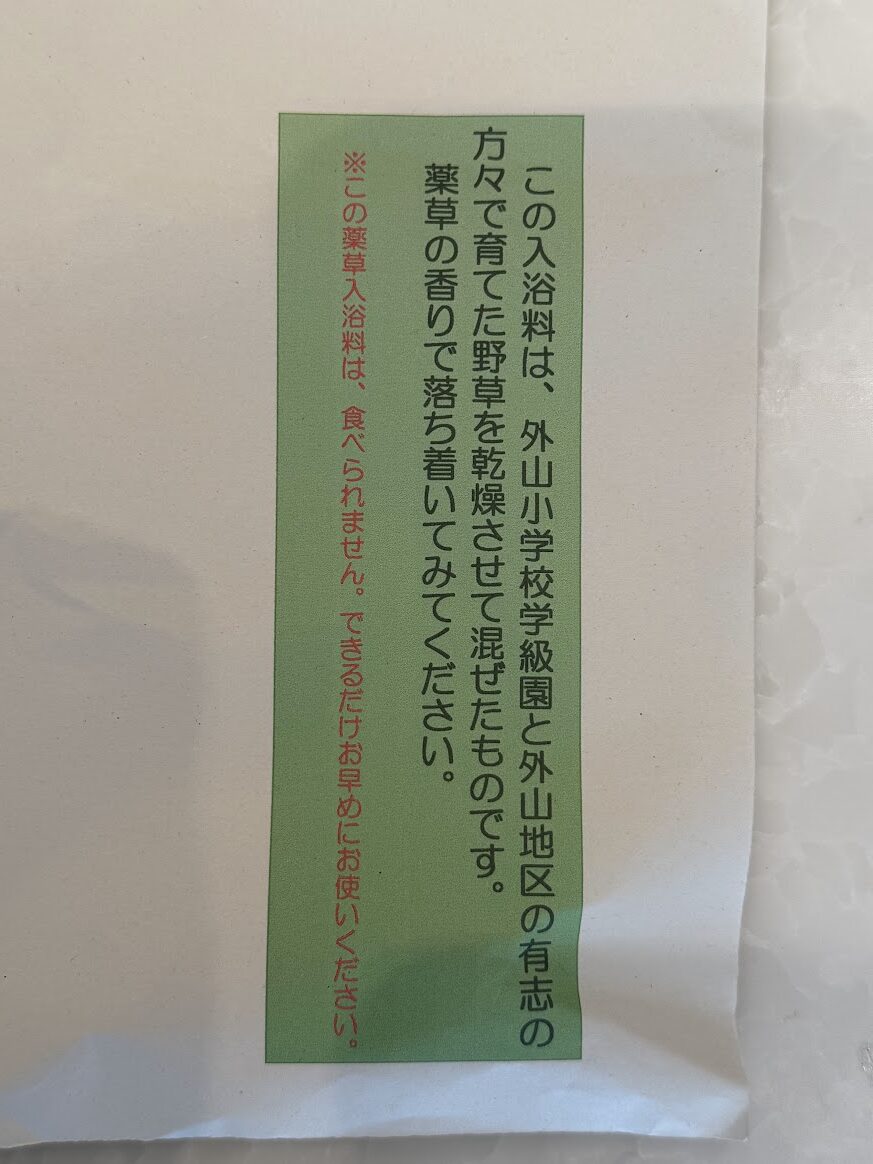 この入浴料は、外山小学校学級園と外山地区の有志の
方々で育てた野草を乾燥させて混ぜたものです。
薬草の香りで落ち着いてみてください。
※この薬草入浴料は、食べられません。できるだけお早めにお使いください。